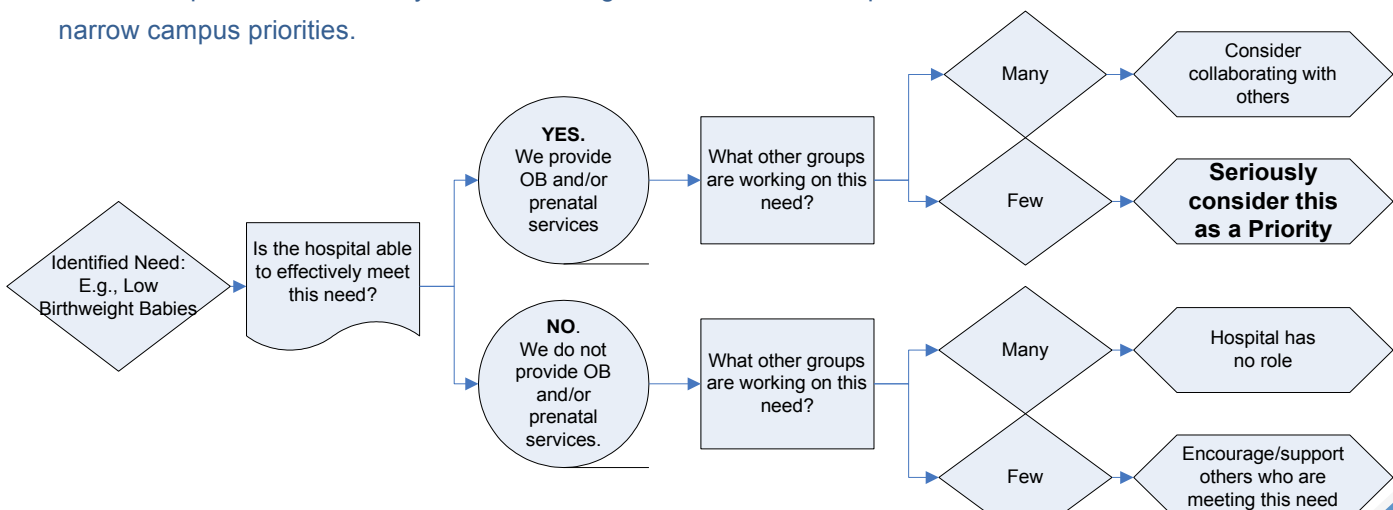 narrow campus priorities.
Identified Need:
E.g., Low
Birthweight Babies
Is the hospital able
to effectively meet
this need?
YES.
We provide
OB and/or
prenatal
services
What other groups
are working on this
need?
Many
Consider
collaborating with
others
Few
Seriously
consider this
as a Priority
NO.
We do not
provide OB
and/or
prenatal
services.
What other groups
are working on this
need?
Many
Hospital has
no role
Few
Encourage/support
others who are
meeting this need